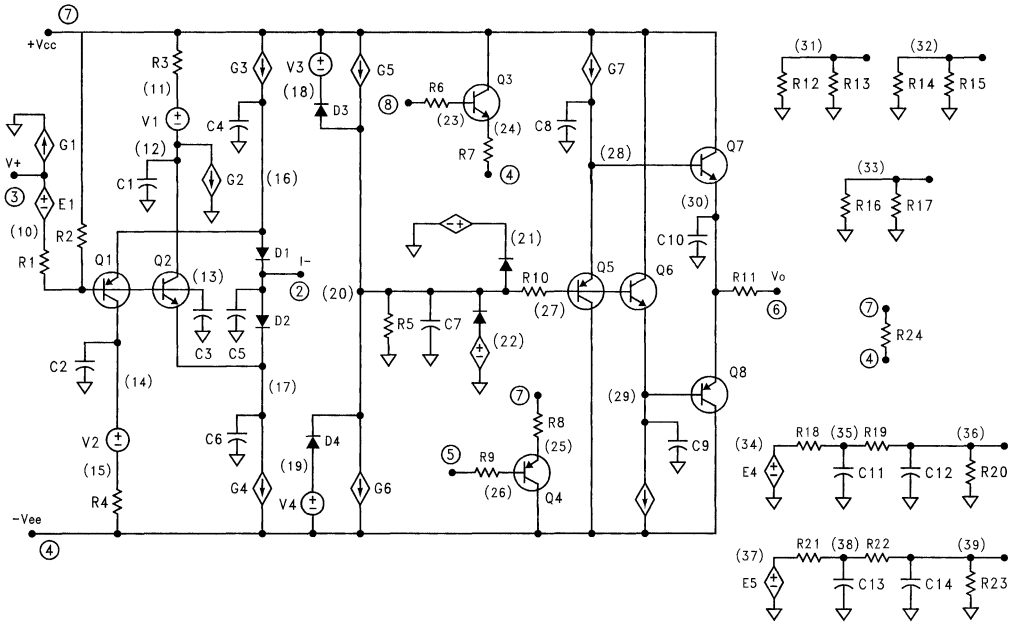 7
+Vcc
R3
(11)
V1
(12)
C1
G2
G1
V+
3
E1
(10)
R1
R2
Q1
Q2
(13)
C2
C3
C5
(14)
V2
(15)
R4
-Vee
4
G3
C4
(16)
D1
I-
2
D2
(17)
C6
G4
V3
(18)
D3
G5
(20)
R5
C7
(22)
(21)
- +
D4
(19)
V4
G6
8
R6
(23)
Q3
(24)
R7
4
R10
(27)
Q5
Q6
7
R8
(25)
5
R9
(26)
Q4
G7
C8
(28)
Q7
(30)
C10
R11
Vo
6
(29)
C9
Q8
(31)
R12
R13
(32)
R14
R15
(33)
R16
R17
7
R24
4
(34)
R18
(35)
R19
(36)
E4
C11
C12
R20
(37)
R21
(38)
R22
(39)
E5
C13
C14
R23